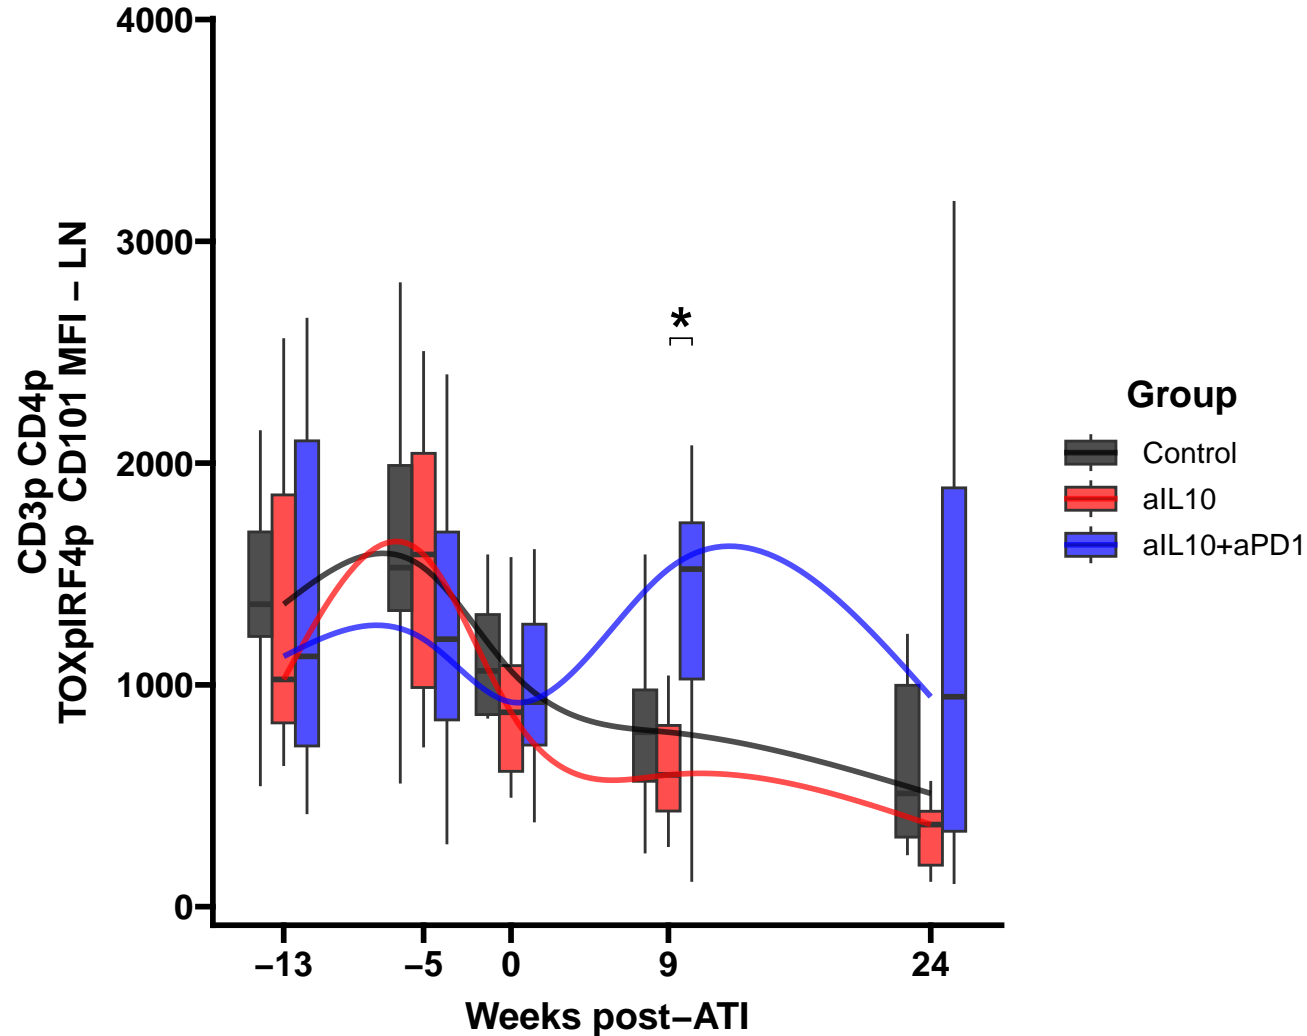 4000
3000
2000
1000
0
CD3p CD4p
TOXpIRF4p CD101 MFI – LN
*
−13
−5
0
9
24
Weeks post−ATI
Group
Control
aIL10
aIL10+aPD1